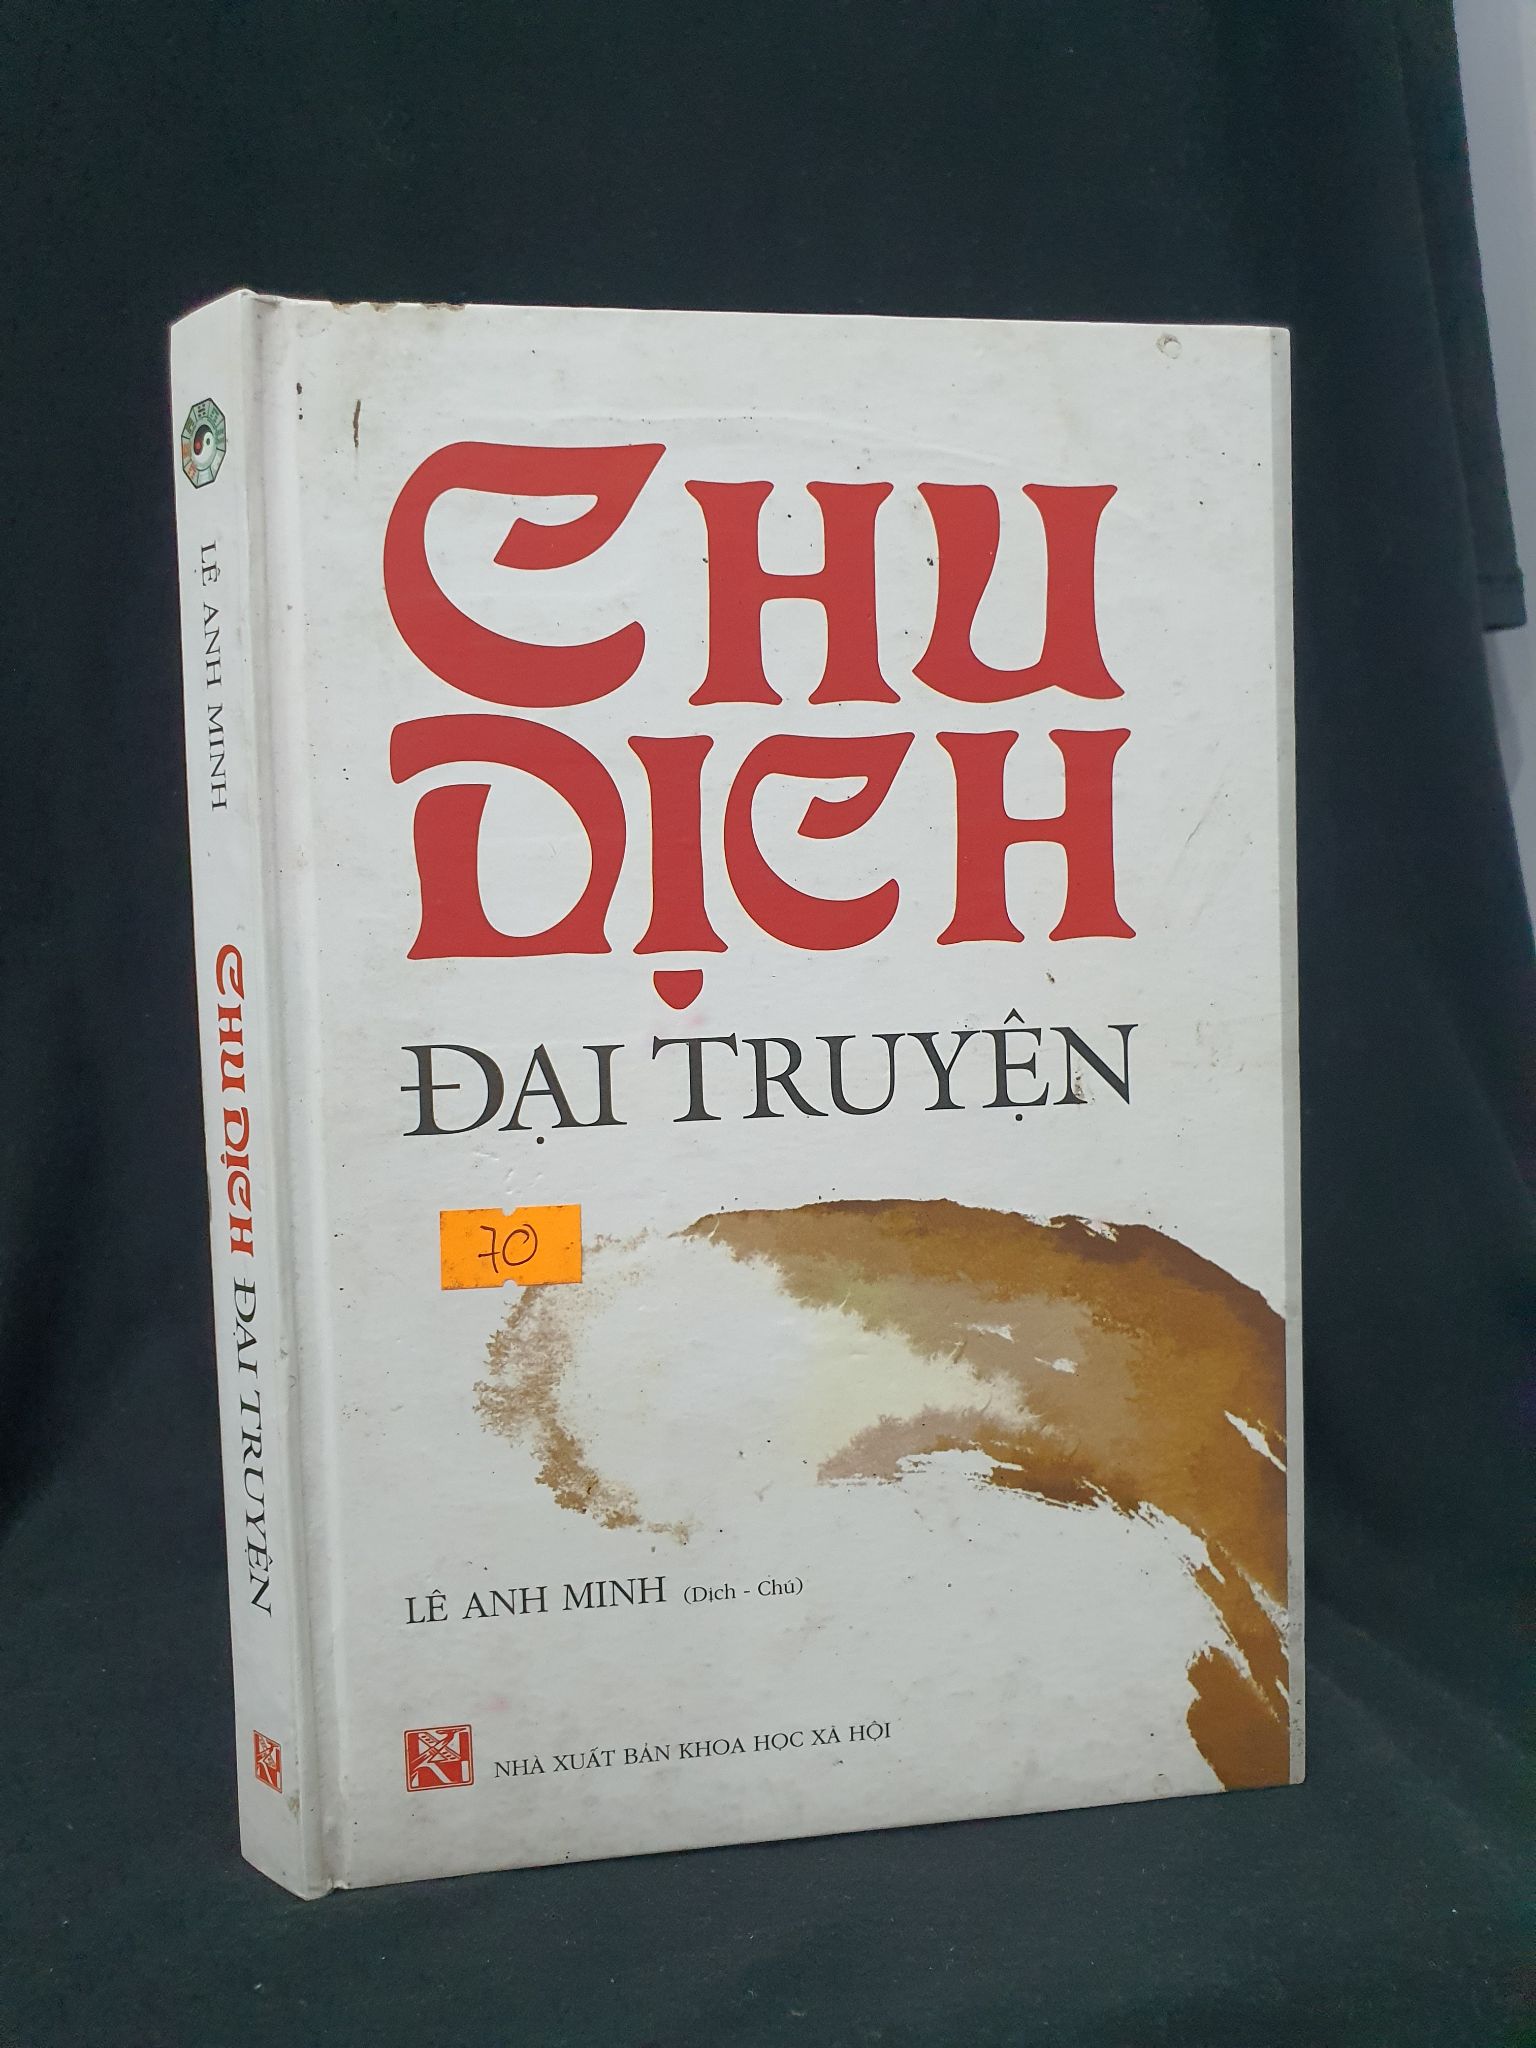 CHU
DỊCH
ĐẠI TRUYỆN
70
LÊ ANH MINH (Dịch - Chú)
NHÀ XUẤT BẢN KHOA HỌC XÃ HỘI
LÊ ANH MINH CHU DỊCH ĐẠI TRUYỆN